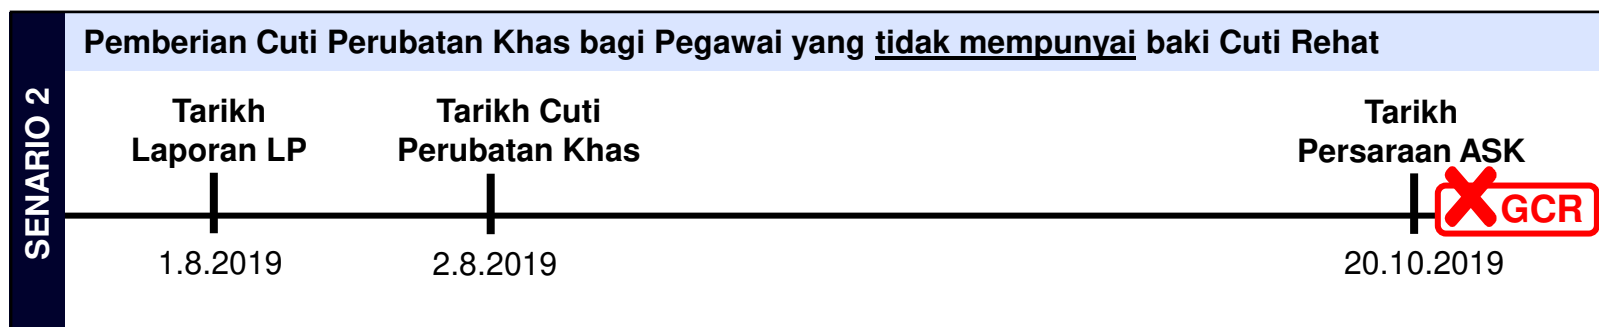 SENARIO 2
Pemberian Cuti Perubatan Khas bagi Pegawai yang tidak mempunyai baki Cuti Rehat
Tarikh
Laporan LP
Tarikh Cuti
Perubatan Khas
Tarikh
Persaraan ASK
GCR
1.8.2019
2.8.2019
20.10.2019